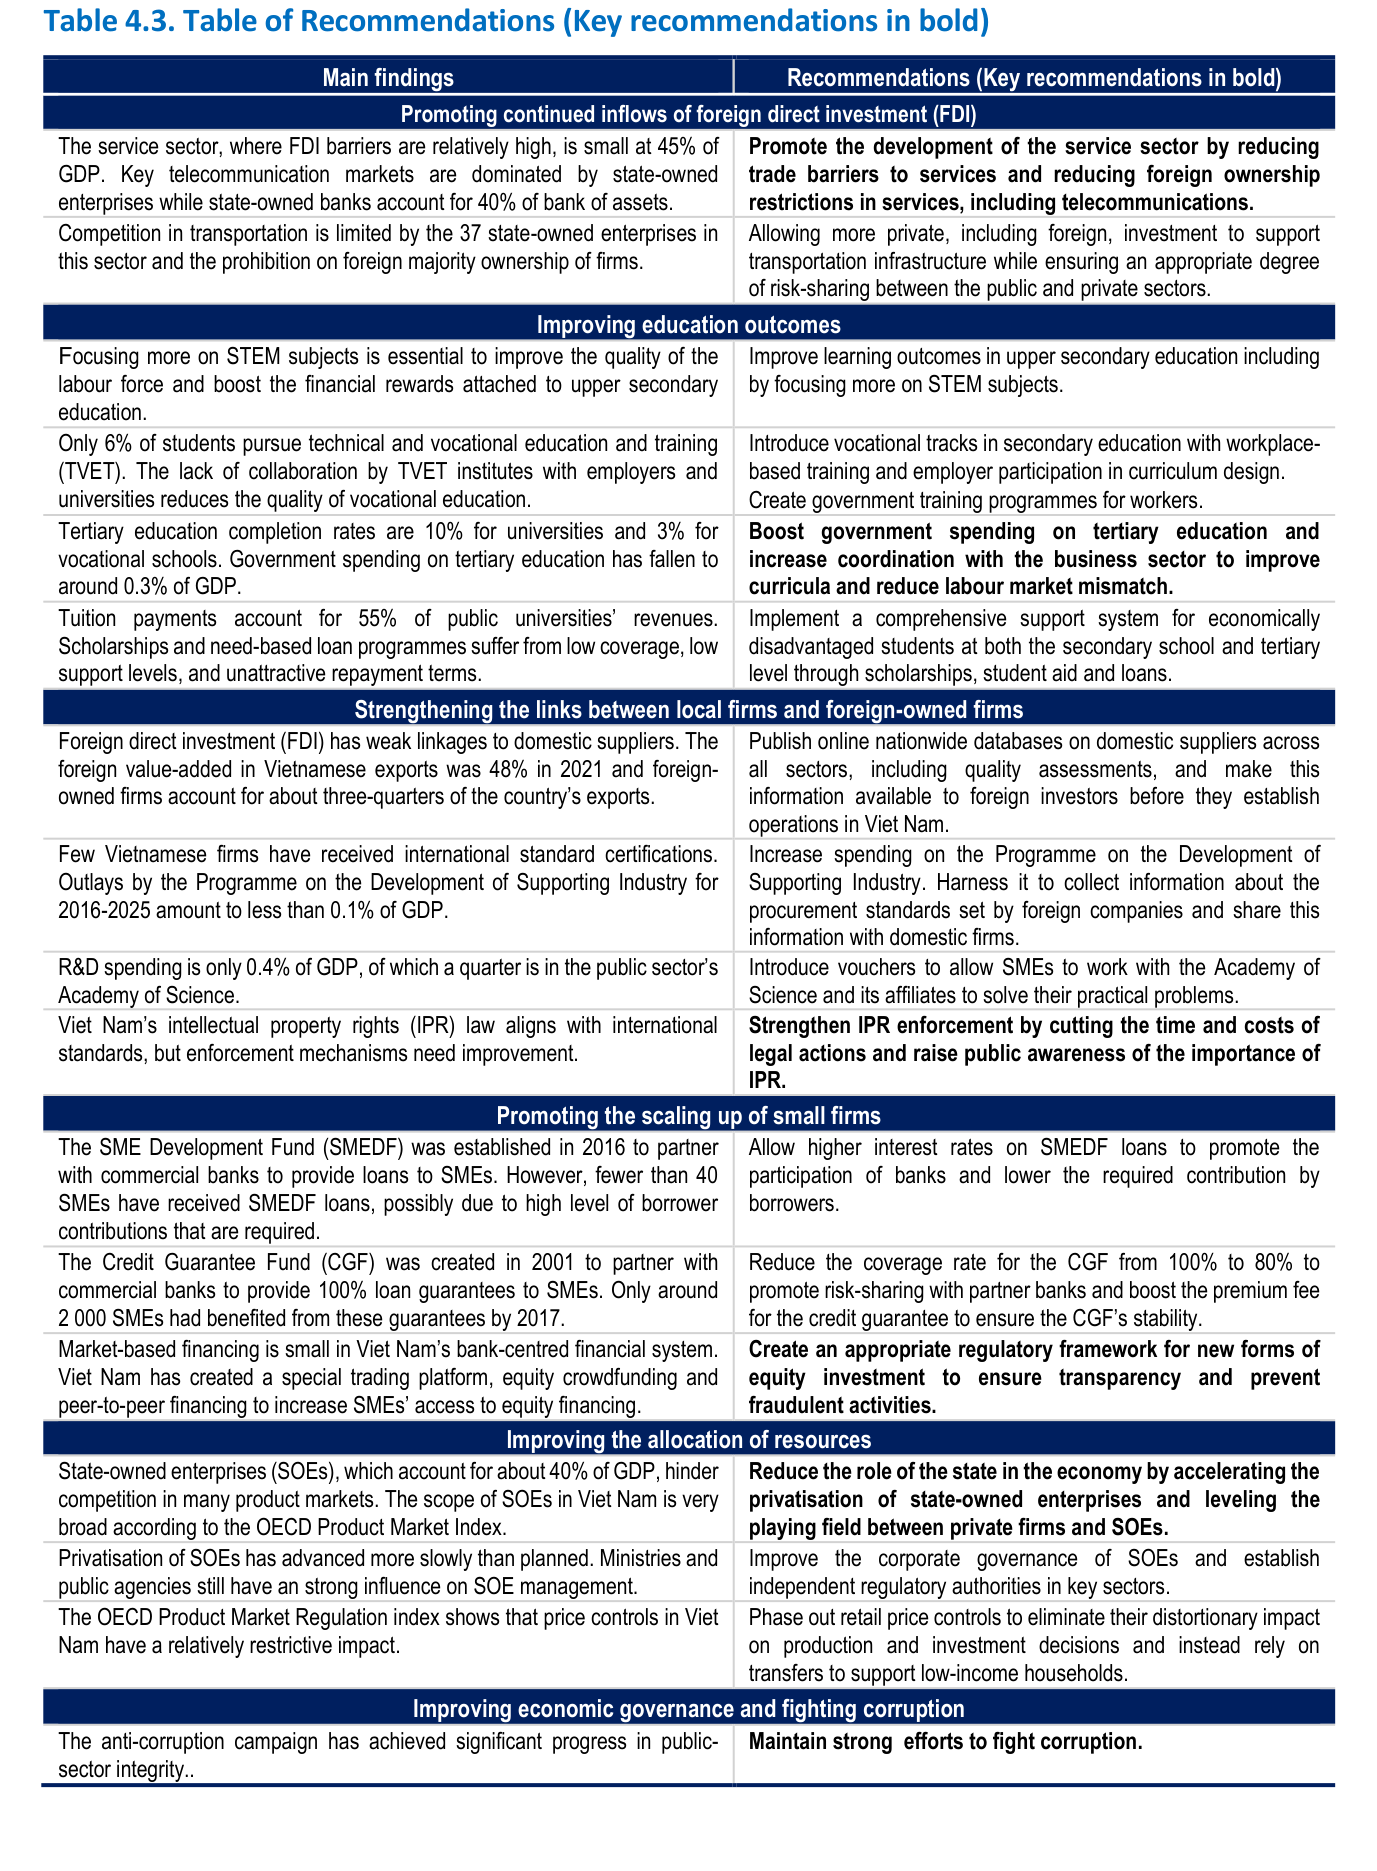 Table 4.3. Table of Recommendations (Key recommendations in bold)
Main findings
Recommendations (Key recommendations in bold)
Promoting continued inflows of foreign direct investment (FDI)
The service sector, where FDI barriers are relatively high, is small at 45% of
GDP. Key telecommunication markets are dominated by state-owned
enterprises while state-owned banks account for 40% of bank of assets.
Promote the development of the service sector by reducing
trade barriers to services and reducing foreign ownership
restrictions in services, including telecommunications.
Competition in transportation is limited by the 37 state-owned enterprises in
this sector and the prohibition on foreign majority ownership of firms.
Allowing more private, including foreign, investment to support
transportation infrastructure while ensuring an appropriate degree
of risk-sharing between the public and private sectors.
Improving education outcomes
Focusing more on STEM subjects is essential to improve the quality of the
labour force and boost the financial rewards attached to upper secondary
education.
Improve learning outcomes in upper secondary education including
by focusing more on STEM subjects.
Only 6% of students pursue technical and vocational education and training
(TVET). The lack of collaboration by TVET institutes with employers and
universities reduces the quality of vocational education.
Introduce vocational tracks in secondary education with workplace-
based training and employer participation in curriculum design.
Create government training programmes for workers.
Tertiary education completion rates are 10% for universities and 3% for
vocational schools. Government spending on tertiary education has fallen to
around 0.3% of GDP.
Boost government spending on tertiary education and
increase coordination with the business sector to improve
curricula and reduce labour market mismatch.
Tuition payments account for 55% of public universities’ revenues.
Scholarships and need-based loan programmes suffer from low coverage, low
support levels, and unattractive repayment terms.
Implement a comprehensive support system for economically
disadvantaged students at both the secondary school and tertiary
level through scholarships, student aid and loans.
Strengthening the links between local firms and foreign-owned firms
Foreign direct investment (FDI) has weak linkages to domestic suppliers. The
foreign value-added in Vietnamese exports was 48% in 2021 and foreign-
owned firms account for about three-quarters of the country’s exports.
Publish online nationwide databases on domestic suppliers across
all sectors, including quality assessments, and make this
information available to foreign investors before they establish
operations in Viet Nam.
Few Vietnamese firms have received international standard certifications.
Outlays by the Programme on the Development of Supporting Industry for
2016-2025 amount to less than 0.1% of GDP.
Increase spending on the Programme on the Development of
Supporting Industry. Harness it to collect information about the
procurement standards set by foreign companies and share this
information with domestic firms.
R&D spending is only 0.4% of GDP, of which a quarter is in the public sector’s
Academy of Science.
Introduce vouchers to allow SMEs to work with the Academy of
Science and its affiliates to solve their practical problems.
Viet Nam’s intellectual property rights (IPR) law aligns with international
standards, but enforcement mechanisms need improvement.
Strengthen IPR enforcement by cutting the time and costs of
legal actions and raise public awareness of the importance of
IPR.
Promoting the scaling up of small firms
The SME Development Fund (SMEDF) was established in 2016 to partner
with commercial banks to provide loans to SMEs. However, fewer than 40
SMEs have received SMEDF loans, possibly due to high level of borrower
contributions that are required.
Allow higher interest rates on SMEDF loans to promote the
participation of banks and lower the required contribution by
borrowers.
The Credit Guarantee Fund (CGF) was created in 2001 to partner with
commercial banks to provide 100% loan guarantees to SMEs. Only around
2 000 SMEs had benefited from these guarantees by 2017.
Reduce the coverage rate for the CGF from 100% to 80% to
promote risk-sharing with partner banks and boost the premium fee
for the credit guarantee to ensure the CGF’s stability.
Market-based financing is small in Viet Nam’s bank-centred financial system.
Viet Nam has created a special trading platform, equity crowdfunding and
peer-to-peer financing to increase SMEs’ access to equity financing.
Create an appropriate regulatory framework for new forms of
equity investment to ensure transparency and prevent
fraudulent activities.
Improving the allocation of resources
State-owned enterprises (SOEs), which account for about 40% of GDP, hinder
competition in many product markets. The scope of SOEs in Viet Nam is very
broad according to the OECD Product Market Index.
Reduce the role of the state in the economy by accelerating the
privatisation of state-owned enterprises and leveling the
playing field between private firms and SOEs.
Privatisation of SOEs has advanced more slowly than planned. Ministries and
public agencies still have an strong influence on SOE management.
Improve the corporate governance of SOEs and establish
independent regulatory authorities in key sectors.
The OECD Product Market Regulation index shows that price controls in Viet
Nam have a relatively restrictive impact.
Phase out retail price controls to eliminate their distortionary impact
on production and investment decisions and instead rely on
transfers to support low-income households.
Improving economic governance and fighting corruption
The anti-corruption campaign has achieved significant progress in public-
sector integrity..
Maintain strong efforts to fight corruption.